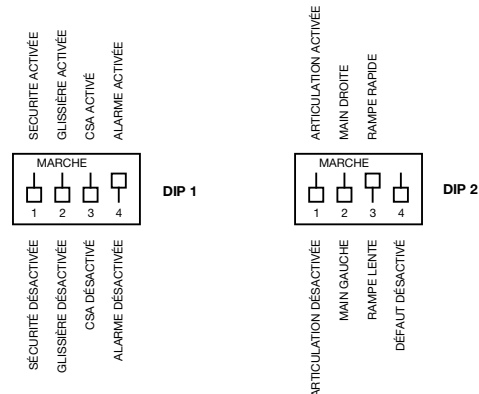 SECURITE ACTIVÉE
GLISSIÈRE ACTIVÉE
CSA ACTIVÉ
ALARME ACTIVÉE
MARCHE
1 2 3 4
DIP 1
SÉCURITÉ DÉSACTIVÉE
GLISSIÈRE DÉSACTIVÉE
CSA DÉSACTIVÉ
ALARME DÉSACTIVÉE
ARTICULATION ACTIVÉE
MAIN DROITE
RAMPE RAPIDE
MARCHE
1 2 3 4
DIP 2
ARTICULATION DÉSACTIVÉE
MAIN GAUCHE
RAMPE LENTE
DÉFAUT DÉSACTIVÉ